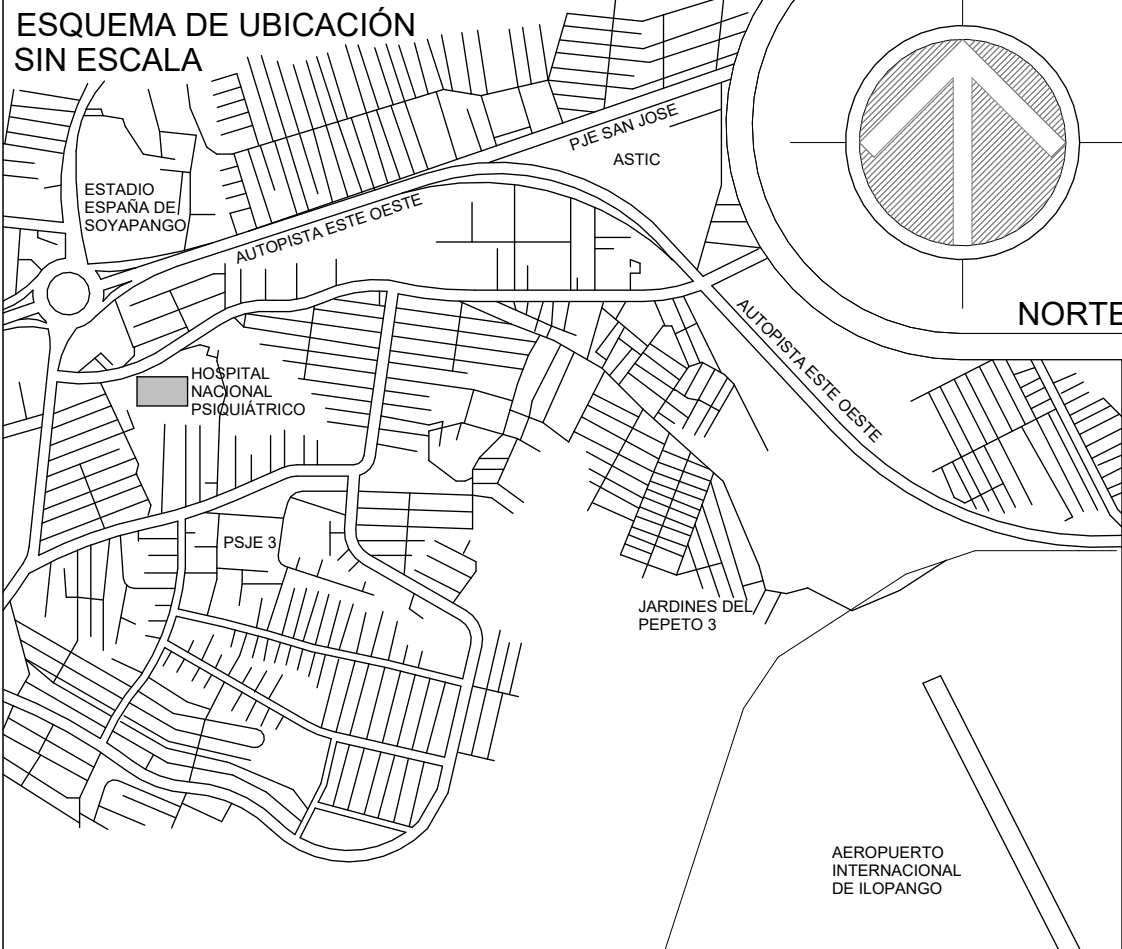 ESQUEMA DE UBICACIÓN
SIN ESCALA
PJE SAN JOSE
ASTIC
ESTADIO
ESPAÑA DE
SOYAPANGO
AUTOPISTA ESTE OESTE
NORTE
AUTOPISTA ESTE OESTE
HOSPITAL
NACIONAL
PSIQUIÁTRICO
PSJE 3
JARDINES DEL
PEPETO 3
AEROPUERTO
INTERNACIONAL
DE ILOPANGO